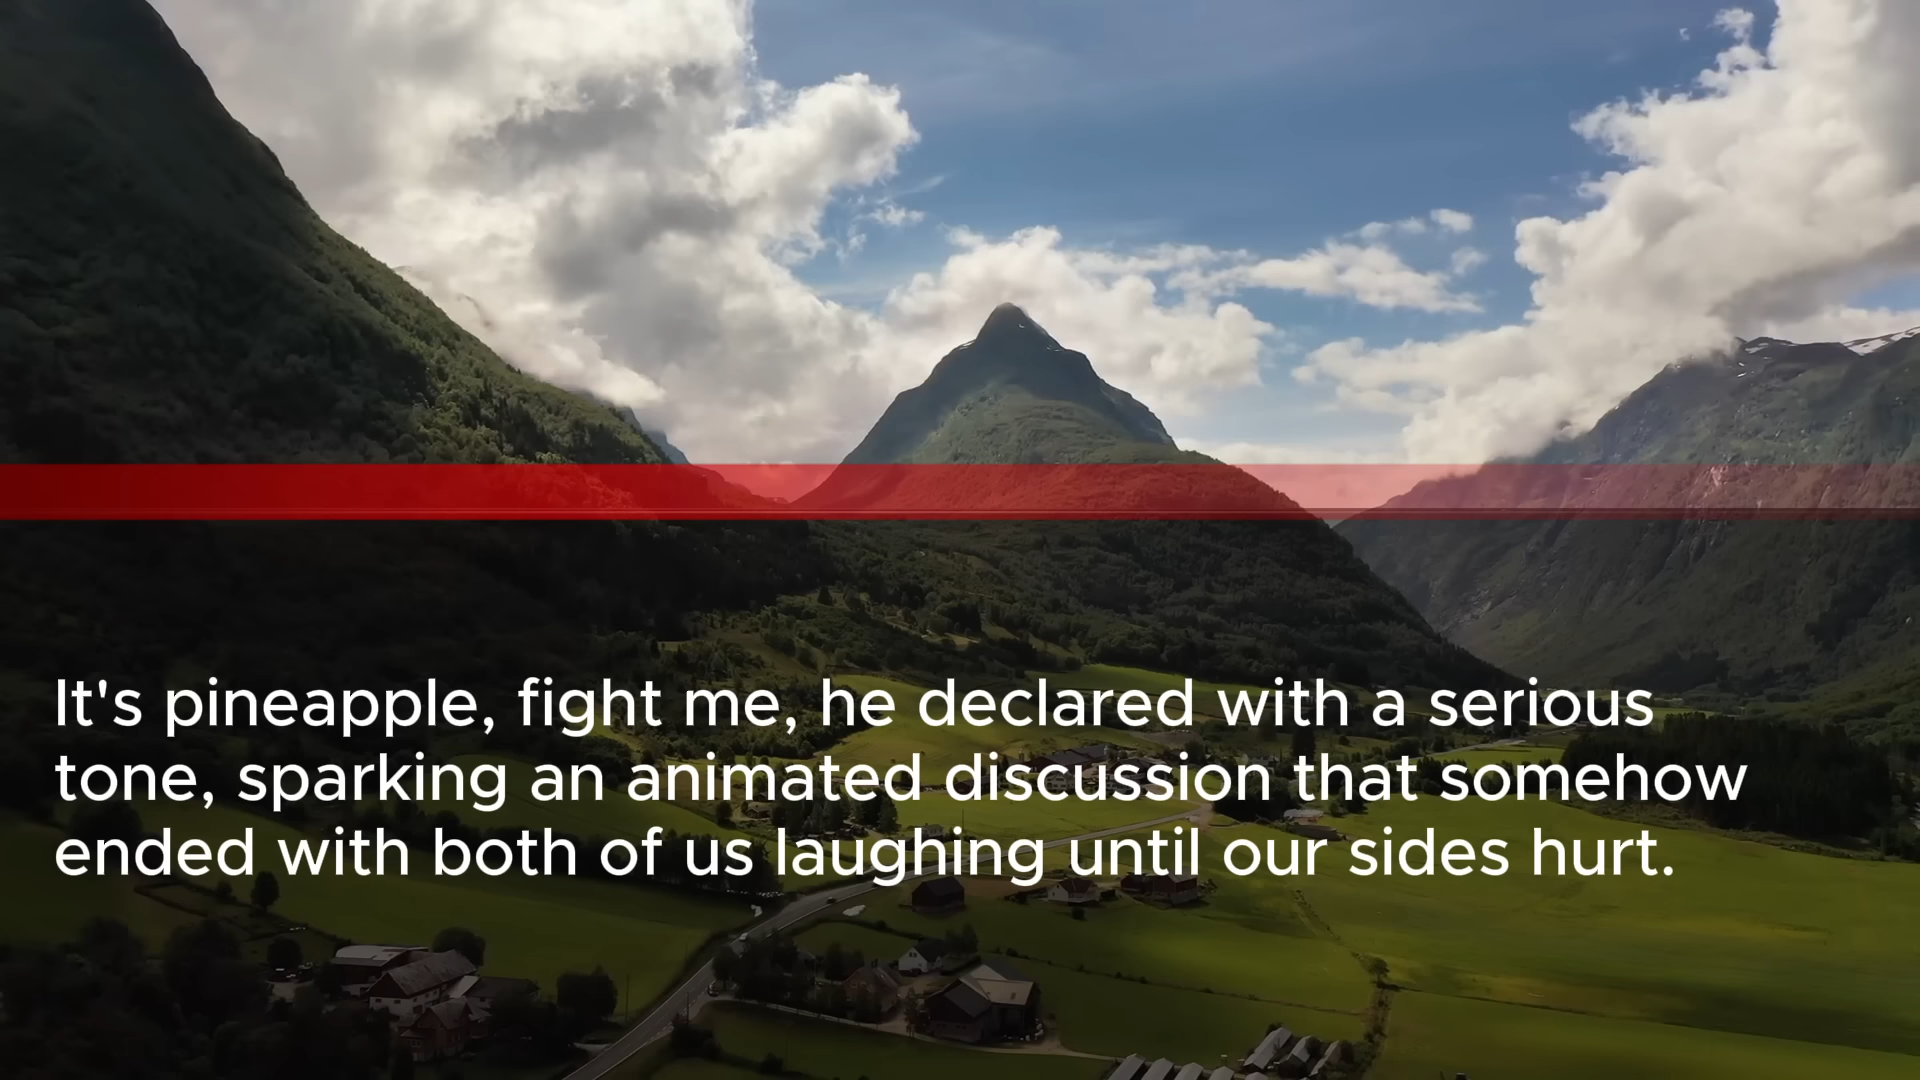 It's pineapple, fight me, he declared with a serious
tone, sparking an animated discussion that somehow
ended with both of us laughing until our sides hurt.